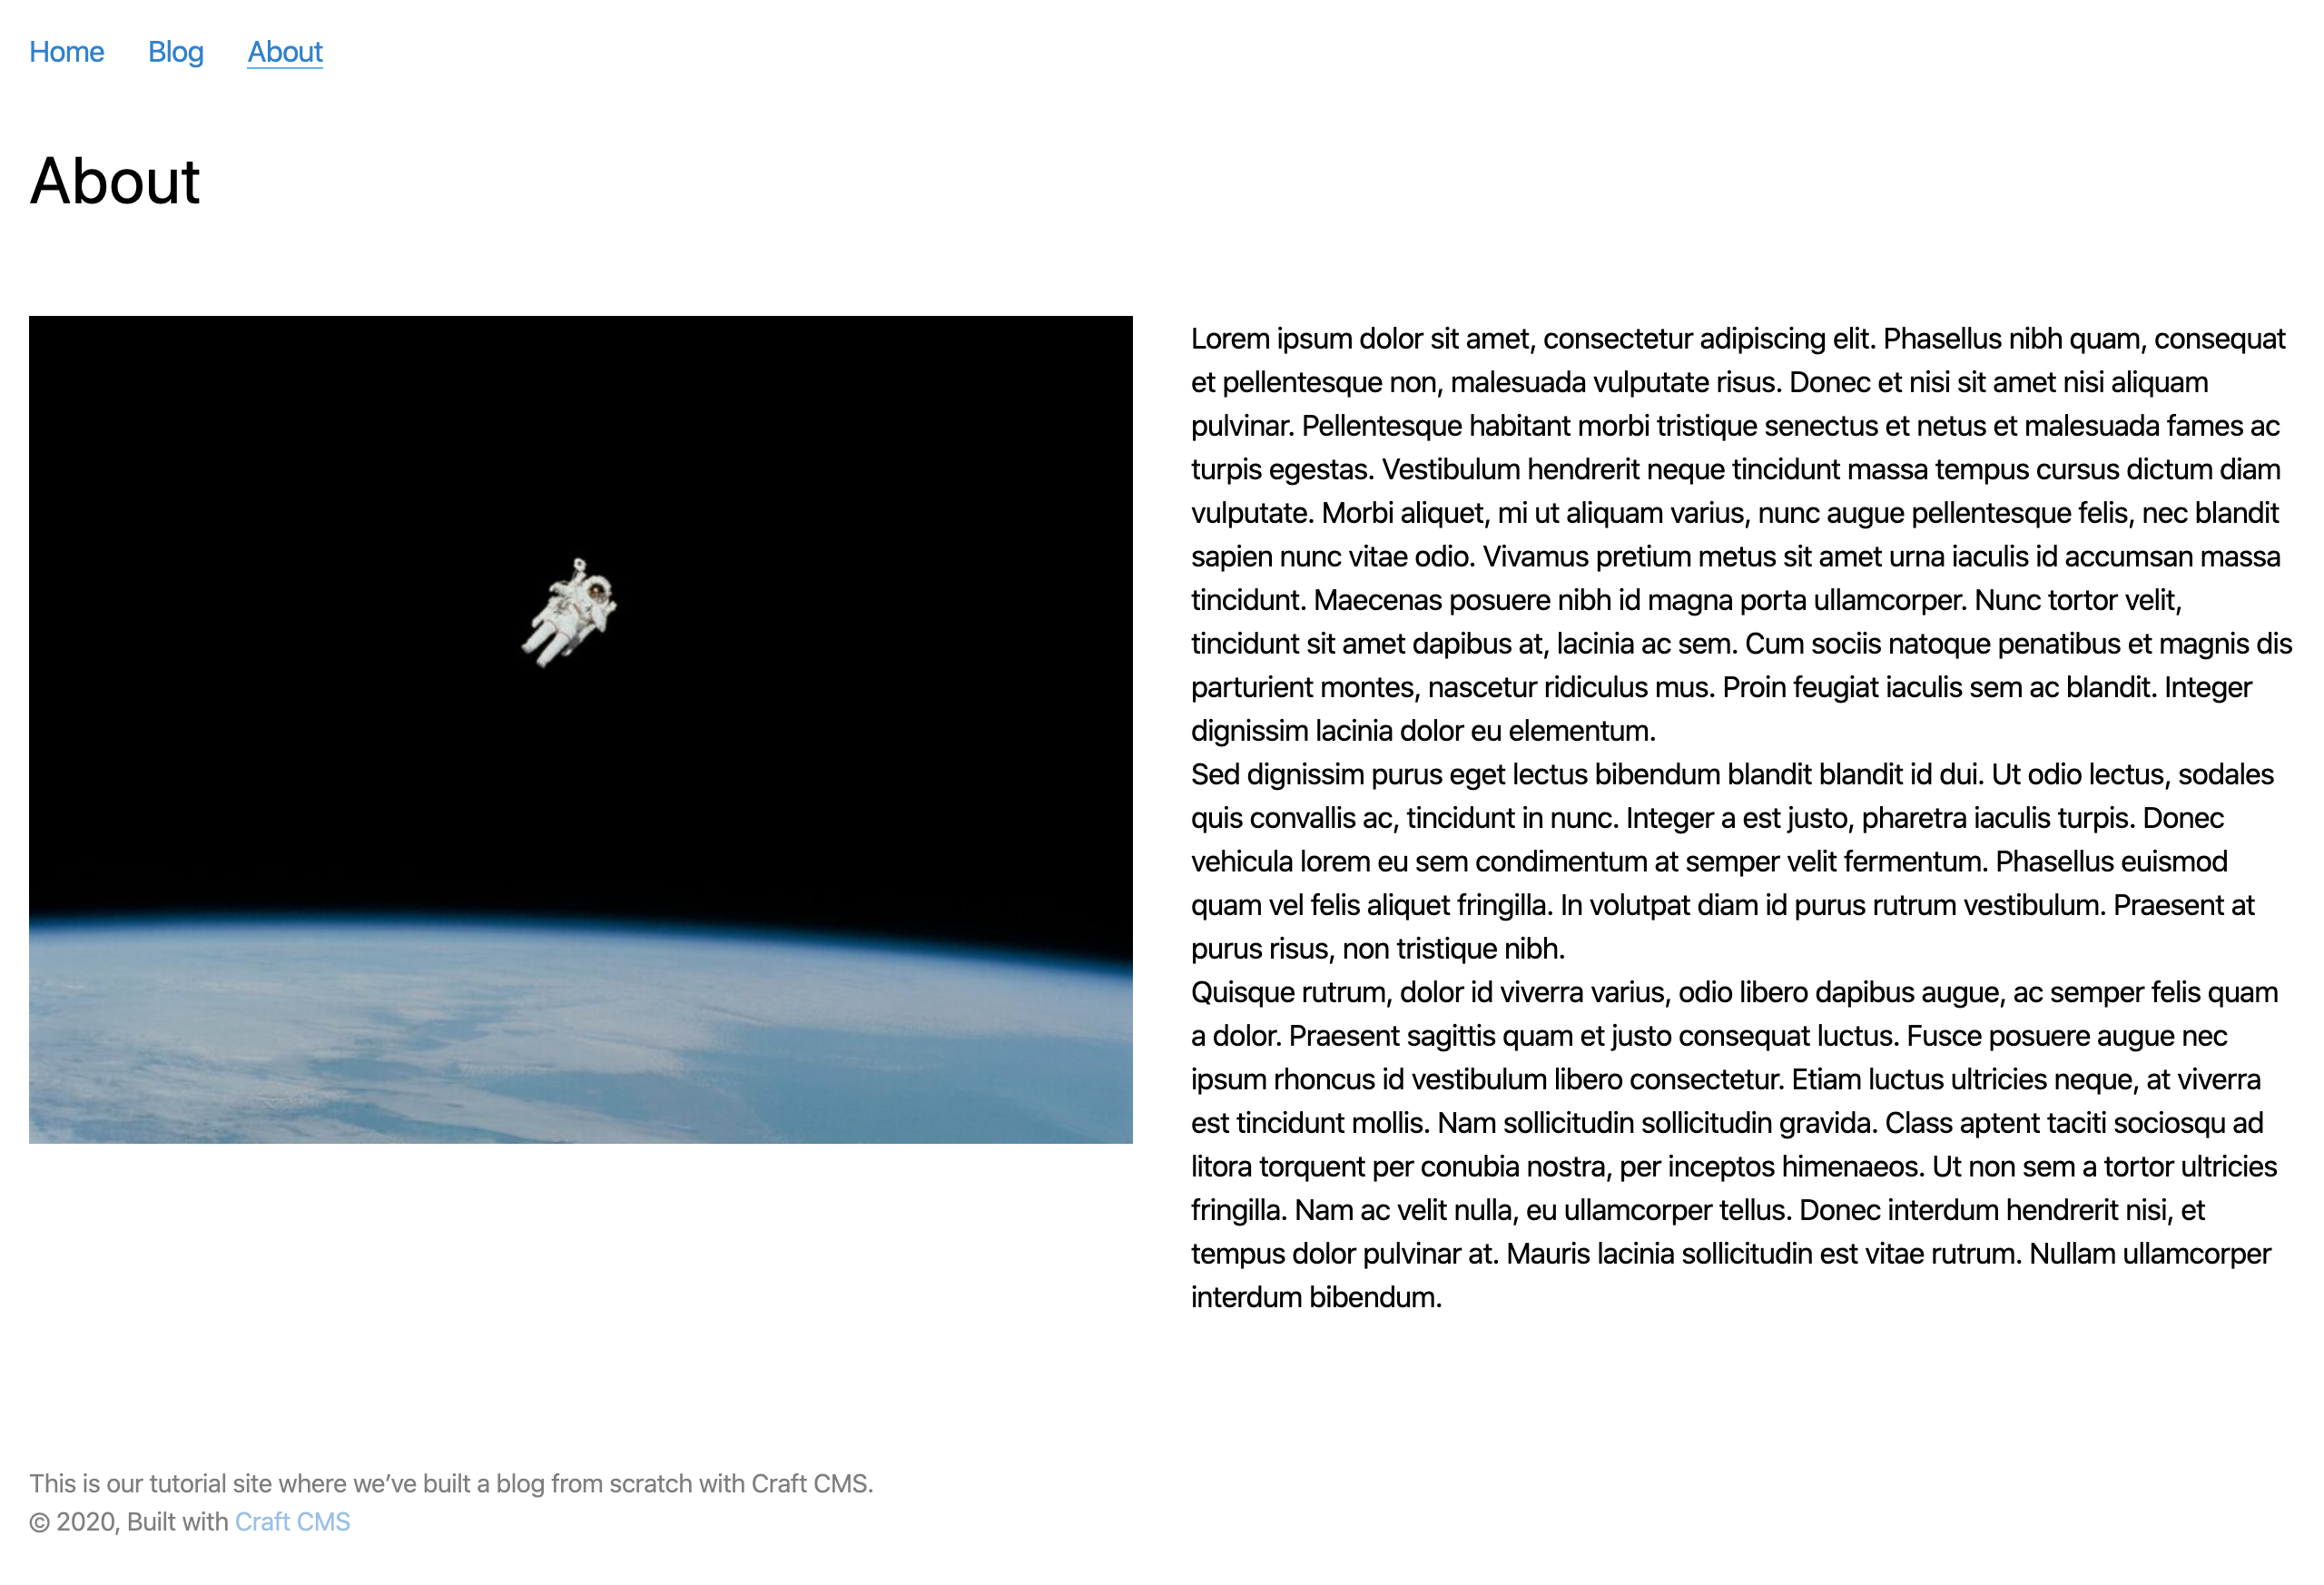 Home Blog About
About
Lorem ipsum dolor sit amet, consectetur adipiscing elit. Phasellus nibh quam, consequat
et pellentesque non, malesuada vulputate risus. Donec et nisi sit amet nisi aliquam
pulvinar. Pellentesque habitant morbi tristique senectus et netus et malesuada fames ac
turpis egestas. Vestibulum hendrerit neque tincidunt massa tempus cursus dictum diam
vulputate. Morbi aliquet, mi ut aliquam varius, nunc augue pellentesque felis, nec blandit
sapien nunc vitae odio. Vivamus pretium metus sit amet urna iaculis id accumsan massa
tincidunt. Maecenas posuere nibh id magna porta ullamcorper. Nunc tortor velit,
tincidunt sit amet dapibus at, lacinia ac sem. Cum sociis natoque penatibus et magnis dis
parturient montes, nascetur ridiculus mus. Proin feugiat iaculis sem ac blandit. Integer
dignissim lacinia dolor eu elementum.
Sed dignissim purus eget lectus bibendum blandit blandit id dui. Ut odio lectus, sodales
quis convallis ac, tincidunt in nunc. Integer a est justo, pharetra iaculis turpis. Donec
vehicula lorem eu sem condimentum at semper velit fermentum. Phasellus euismod
quam vel felis aliquet fringilla. In volutpat diam id purus rutrum vestibulum. Praesent at
purus risus, non tristique nibh.
Quisque rutrum, dolor id viverra varius, odio libero dapibus augue, ac semper felis quam
a dolor. Praesent sagittis quam et justo consequat luctus. Fusce posuere augue nec
ipsum rhoncus id vestibulum libero consectetur. Etiam luctus ultricies neque, at viverra
est tincidunt mollis. Nam sollicitudin sollicitudin gravida. Class aptent taciti sociosqu ad
litora torquent per conubia nostra, per inceptos himenaeos. Ut non sem a tortor ultricies
fringilla. Nam ac velit nulla, eu ullamcorper tellus. Donec interdum hendrerit nisi, et
tempus dolor pulvinar at. Mauris lacinia sollicitudin est vitae rutrum. Nullam ullamcorper
interdum bibendum.
This is our tutorial site where we’ve built a blog from scratch with Craft CMS.
© 2020, Built with Craft CMS